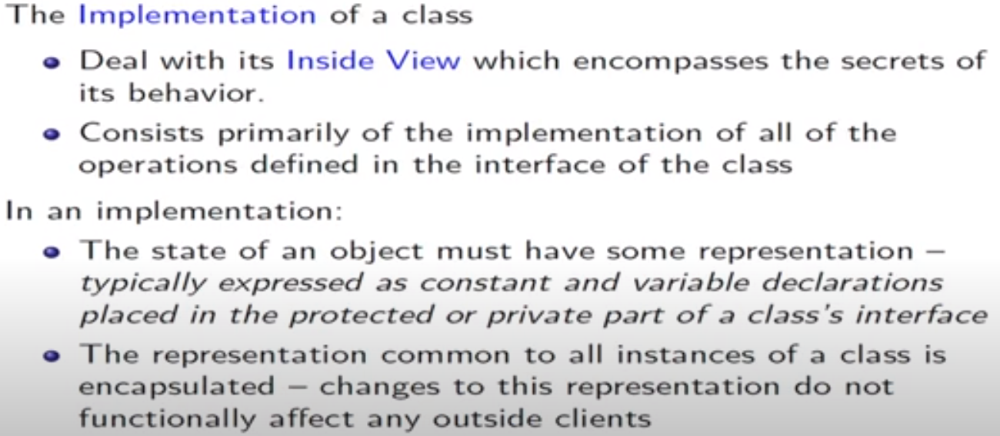 The Implementation of a class
Deal with its Inside View which encompasses the secrets of
its behavior.
Consists primarily of the implementation of all of the
operations defined in the interface of the class
In an implementation:
The state of an object must have some representation –
typically expressed as constant and variable declarations
placed in the protected or private part of a class's interface
The representation common to all instances of a class is
encapsulated – changes to this representation do not
functionally affect any outside clients